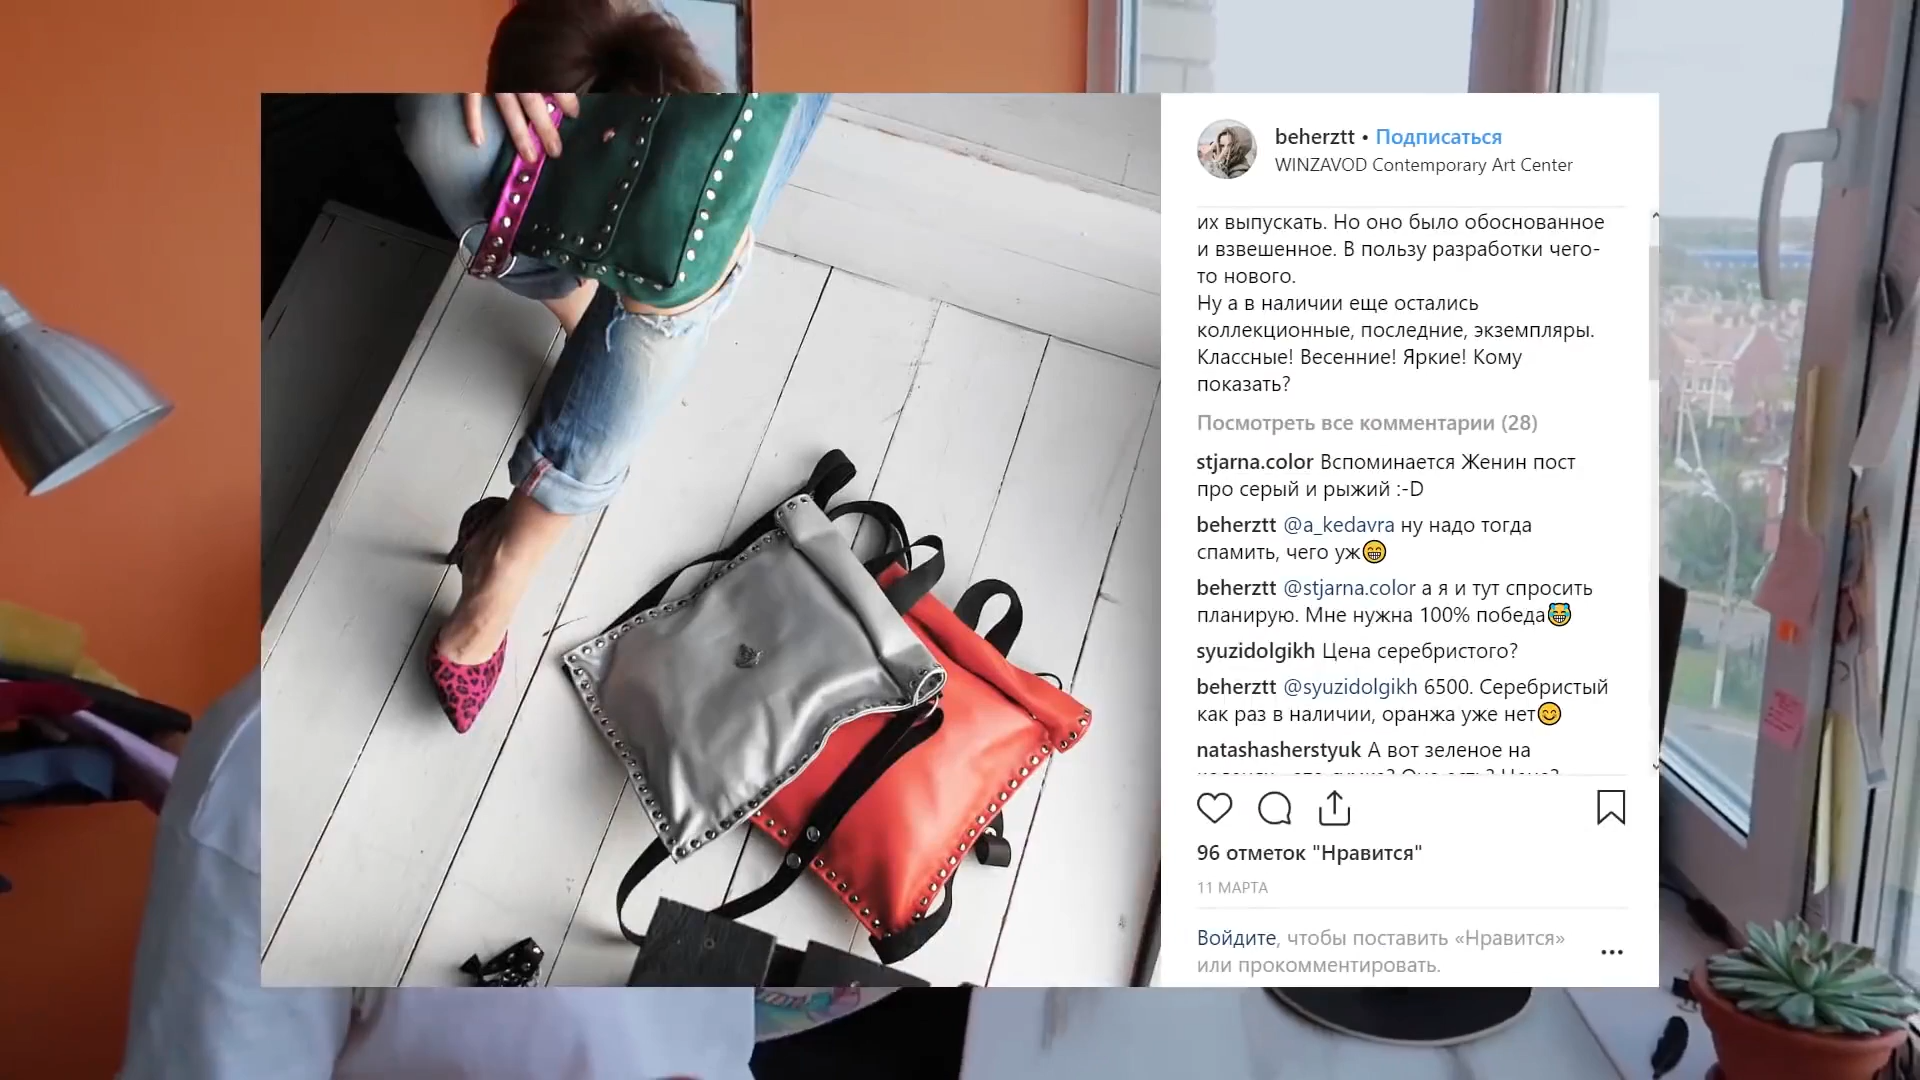 beherztt • Подписаться
WINZAVOD Contemporary Art Center
их выпускать. Но оно было обоснованное
и взвешенное. В пользу разработки чего-
то нового.
Ну а в наличии еще остались
коллекционные, последние, экземпляры.
Классные! Весенние! Яркие! Кому
показать?
Посмотреть все комментарии (28)
stjarna.color Вспоминается Женин пост
про серый и рыжий :-D
beherztt @a_kedavra ну надо тогда
спамить, чего уж😁
beherztt @stjarna.color а я и тут спросить
планирую. Мне нужна 100% победа😹
syuzidolgikh Цена серебристого?
beherztt @syuzidolgikh 6500. Серебристый
как раз в наличии, оранжа уже нет😊
natashasherstyuk А вот зеленое на
96 отметок "Нравится"
11 МАРТА
Войдите, чтобы поставить «Нравится»
или прокомментировать.